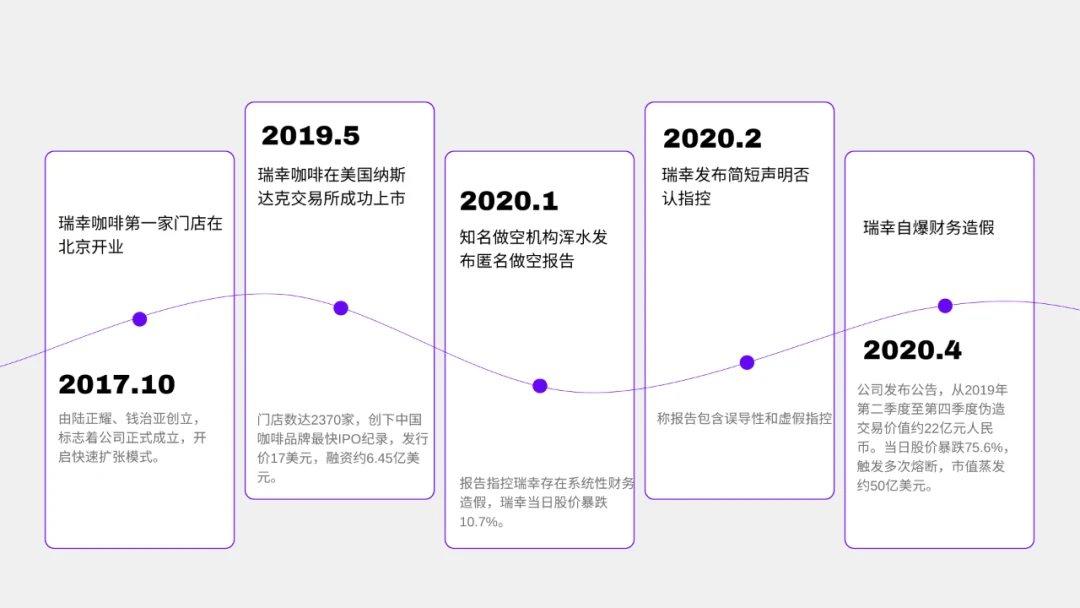 瑞幸咖啡第一家门店在
北京开业
2017.10
由陆正耀、钱治亚创立，
标志着公司正式成立，开
启快速扩张模式。
2019.5
瑞幸咖啡在美国纳斯
达克交易所成功上市
门店数达2370家，创下中国
咖啡品牌最快IPO纪录，发行
价17美元，融资约6.45亿美
元。
2020.1
知名做空机构浑水发
布匿名做空报告
报告指控瑞幸存在系统性财务
造假，瑞幸当日股价暴跌
10.7%。
2020.2
瑞幸发布简短声明否
认指控
称报告包含误导性和虚假指控
瑞幸自爆财务造假
2020.4
公司发布公告，从2019年
第二季度至第四季度伪造
交易价值约22亿元人民
币。当日股价暴跌75.6%，
触发多次熔断，市值蒸发
约50亿美元。